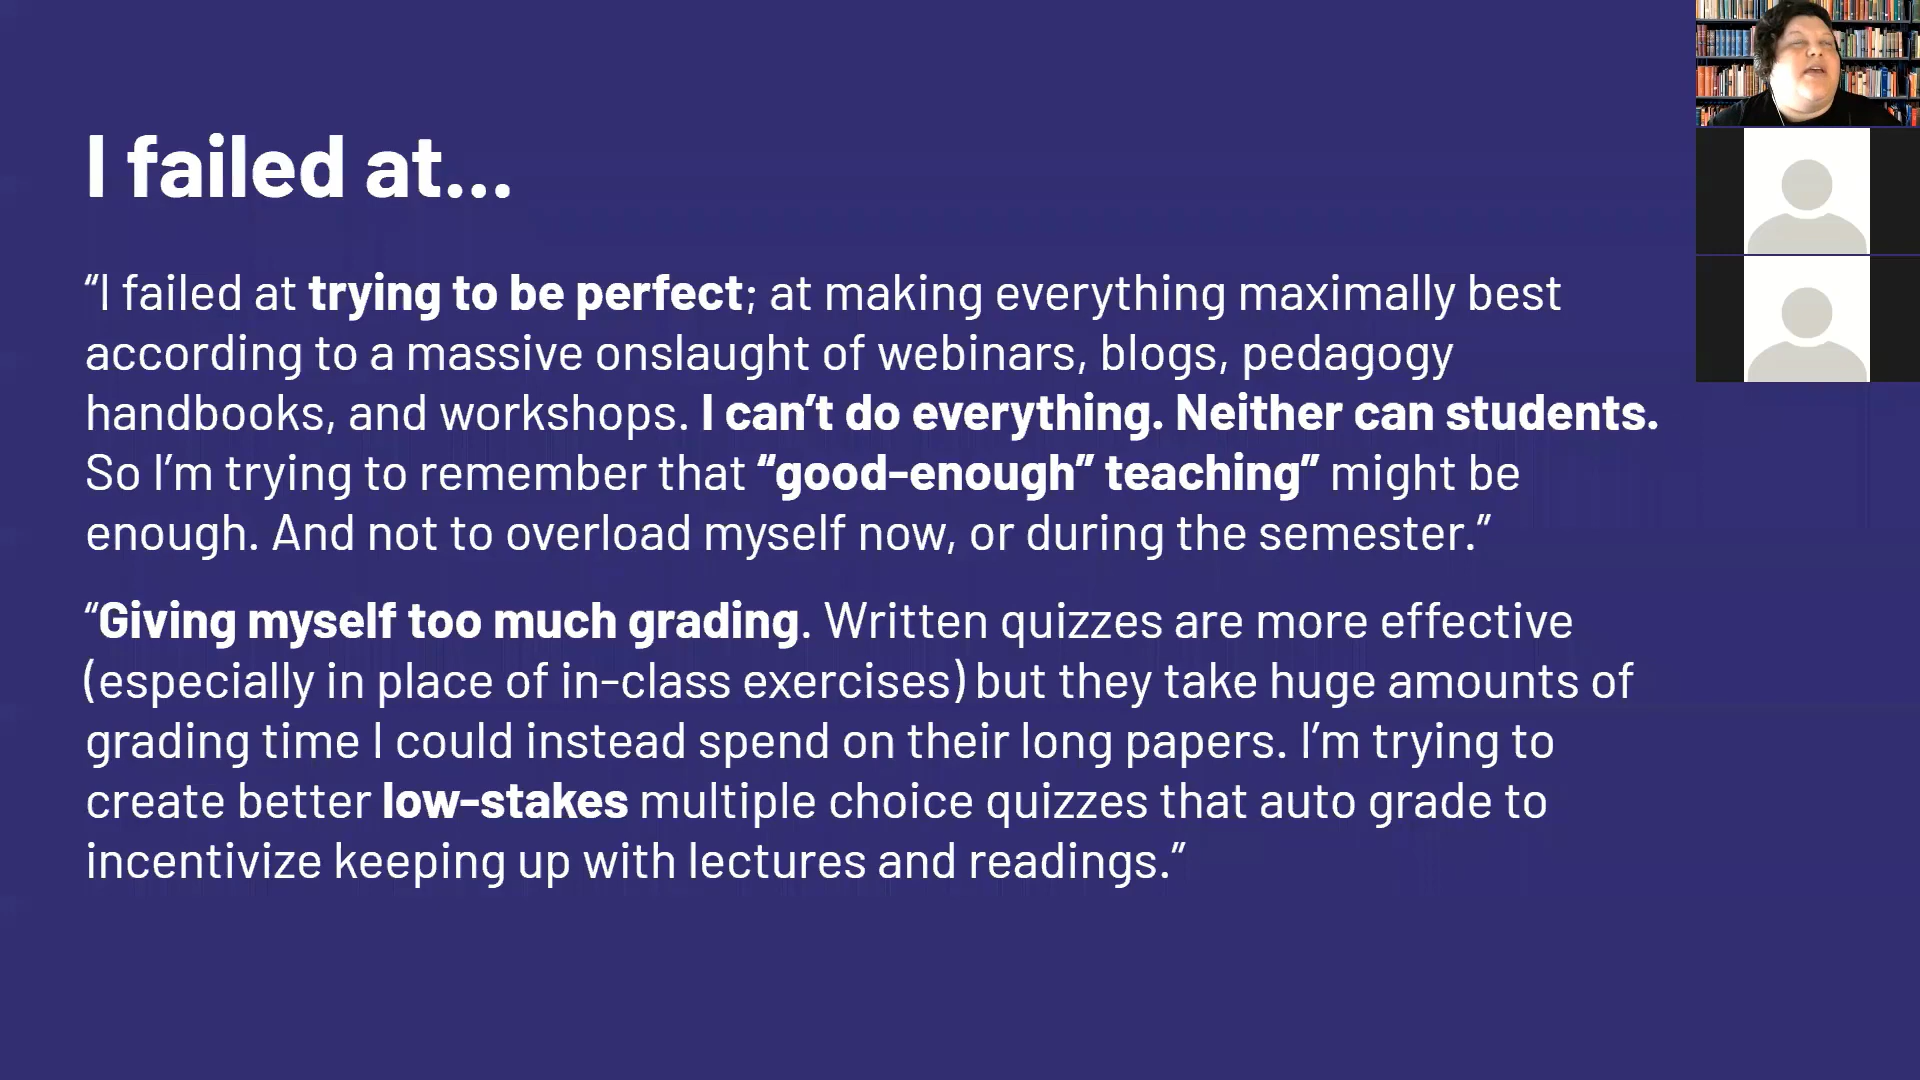 I failed at...
“I failed at trying to be perfect; at making everything maximally best
according to a massive onslaught of webinars, blogs, pedagogy
handbooks, and workshops. I can’t do everything. Neither can students.
So I’m trying to remember that “good-enough” teaching” might be
enough. And not to overload myself now, or during the semester.”
“Giving myself too much grading. Written quizzes are more effective
(especially in place of in-class exercises) but they take huge amounts of
grading time I could instead spend on their long papers. I’m trying to
create better low-stakes multiple choice quizzes that auto grade to
incentivize keeping up with lectures and readings.”